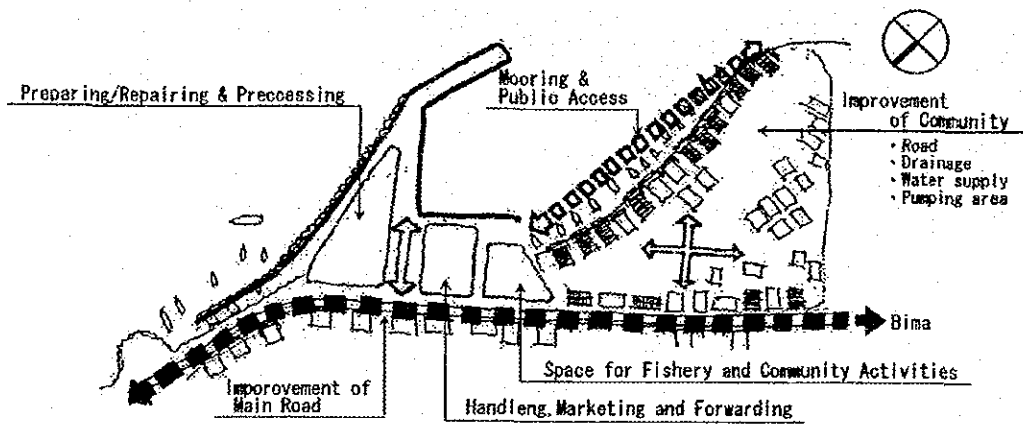 Preparing/Repairing & Preccessing
Mooring &
Public Access
Improvement
of Community
・Road
・Drainage
・Water supply
・Pumping area
Bima
Space for Fishery and Community Activities
Imporovement of
Main Road
Handleng, Marketing and Forwarding